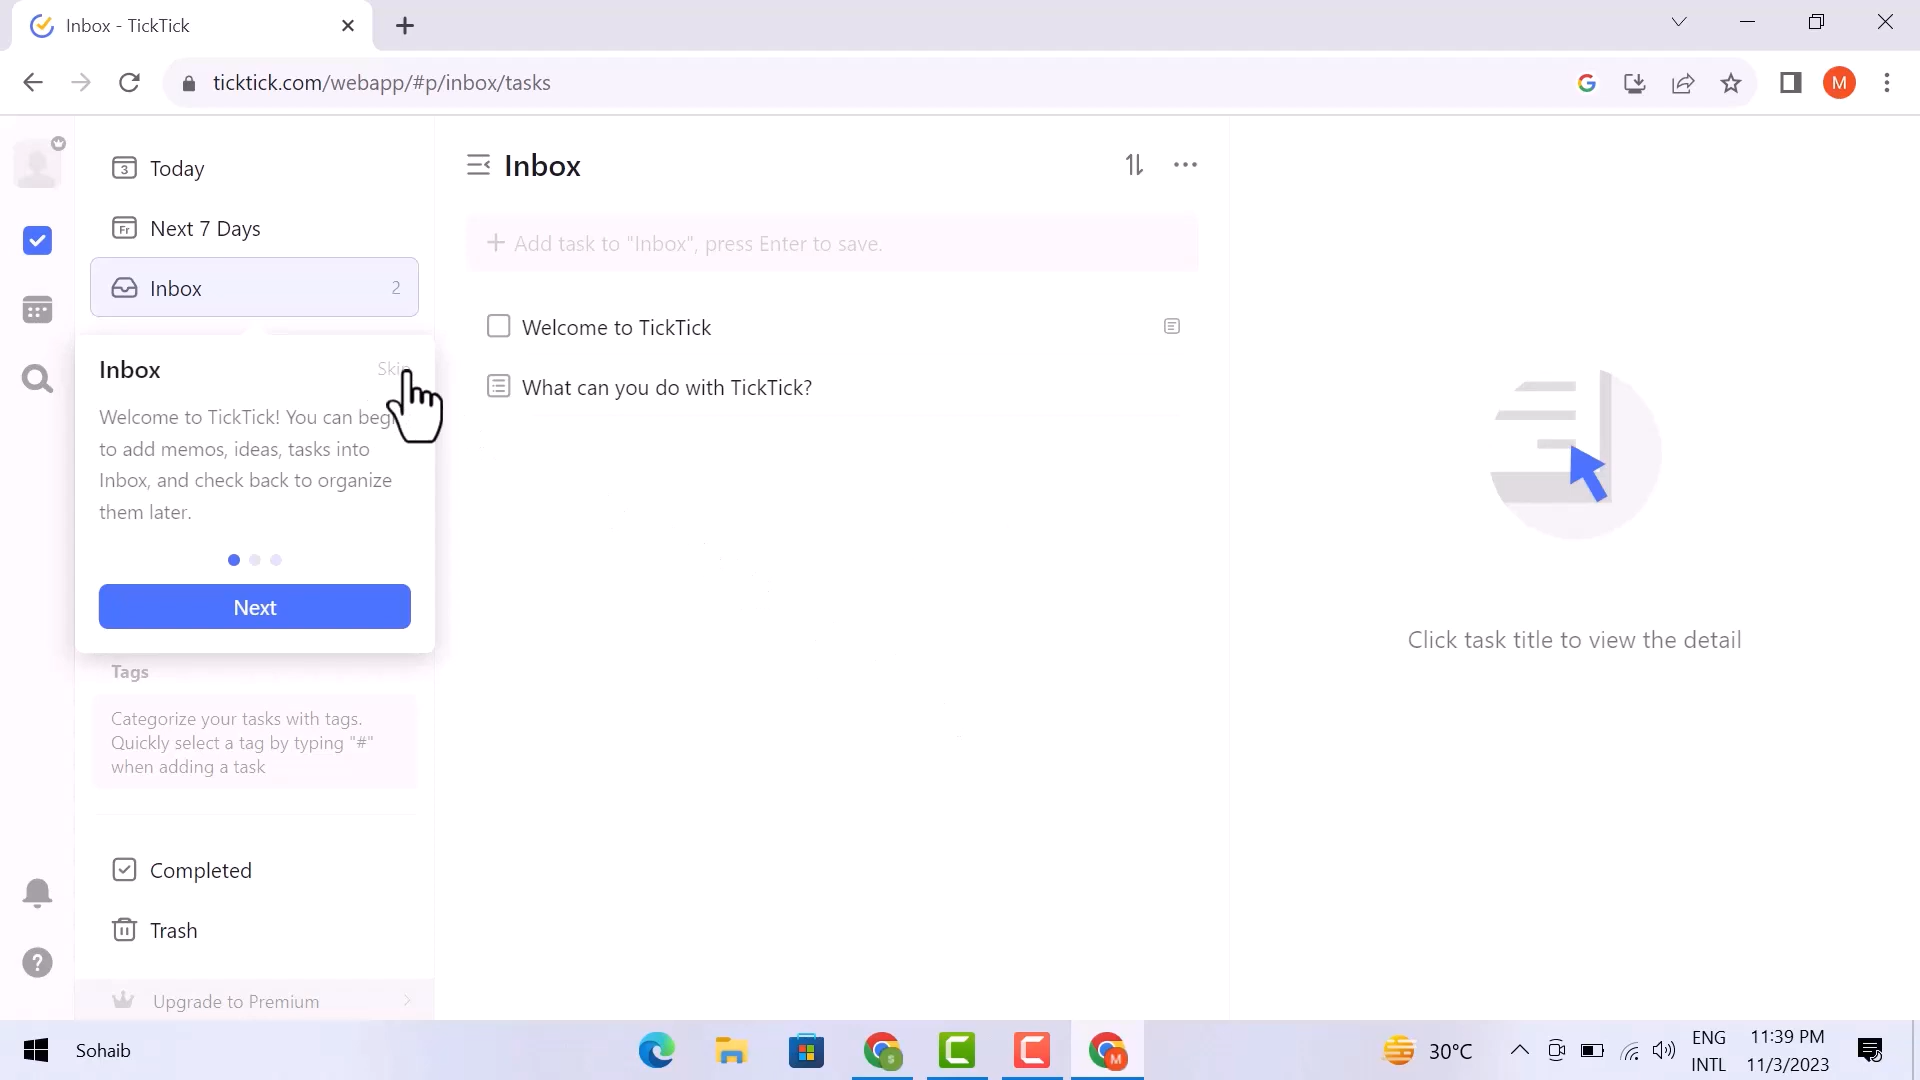 Inbox - TickTick
ticktick.com/webapp/#p/inbox/tasks
M
3 Today
Fr Next 7 Days
Inbox 2
Inbox
Welcome to TickTick! You can
to add memos, ideas, tasks into
Inbox, and check back to organize
them later.
Next
Tags
Categorize your tasks with tags.
Quickly select a tag by typing "#"
when adding a task
Completed
Trash
Upgrade to Premium
Inbox
Add task to "Inbox", press Enter to save.
Welcome to TickTick
What can you do with TickTick?
Click task title to view the detail
Sohaib
S
M
30°C
ENG
INTL
11:39 PM
11/3/2023